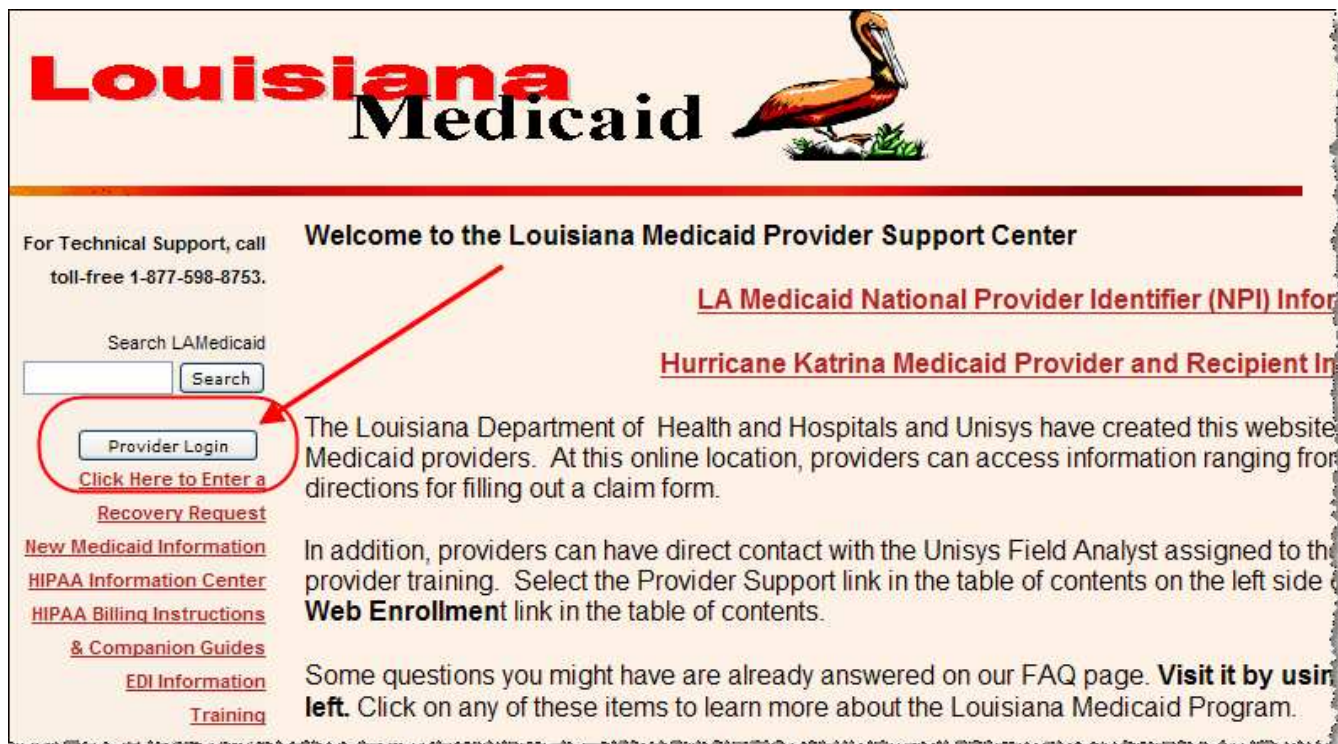 Louisiana
Medicaid
For Technical Support, call
toll-free 1-877-598-8753.
Search LAMedicaid
Search
Provider Login
Click Here to Enter a
Recovery Request
New Medicaid Information
HIPAA Information Center
HIPAA Billing Instructions
& Companion Guides
EDI Information
Training
Welcome to the Louisiana Medicaid Provider Support Center
LA Medicaid National Provider Identifier (NPI)
Hurricane Katrina Medicaid Provider and Recipient
The Louisiana Department of Health and Hospitals and Unisys have created this website
Medicaid providers. At this online location, providers can access information ranging from
directions for filling out a claim form.
In addition, providers can have direct contact with the Unisys Field Analyst assigned to
provider training. Select the Provider Support link in the table of contents on the left side
Web Enrollment link in the table of contents.
Some questions you might have are already answered on our FAQ page. Visit it by
left. Click on any of these items to learn more about the Louisiana Medicaid Program.